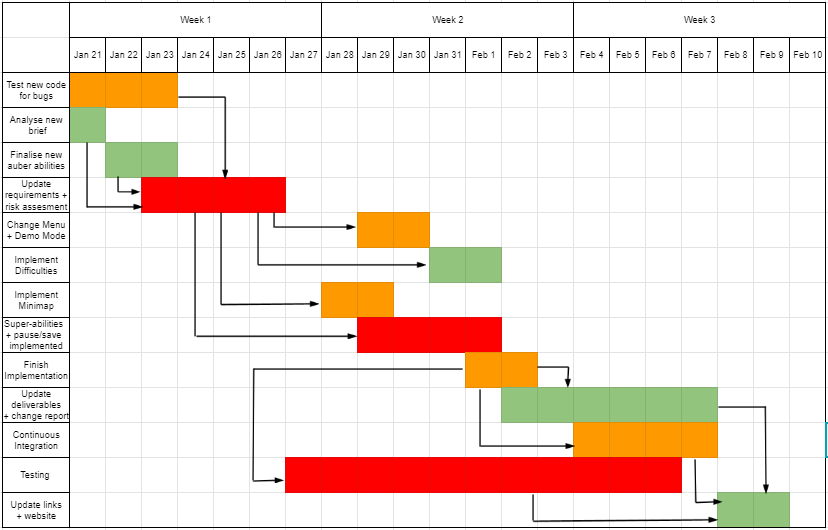 Week 1
Week 2
Week 3
Jan 21
Jan 22
Jan 23
Jan 24
Jan 25
Jan 26
Jan 27
Jan 28
Jan 29
Jan 30
Jan 31
Feb 1
Feb 2
Feb 3
Feb 4
Feb 5
Feb 6
Feb 7
Feb 8
Feb 9
Feb 10
Test new code
for bugs
Analyse new
brief
Finalise new
auber abilities
Update
requirements +
risk assesment
Change Menu
+ Demo Mode
Implement
Difficulties
Implement
Minimap
Super-abilities
+ pause/save
implemented
Finish
Implementation
Update
deliverables
+ change report
Continuous
Integration
Testing
Update links
+ website